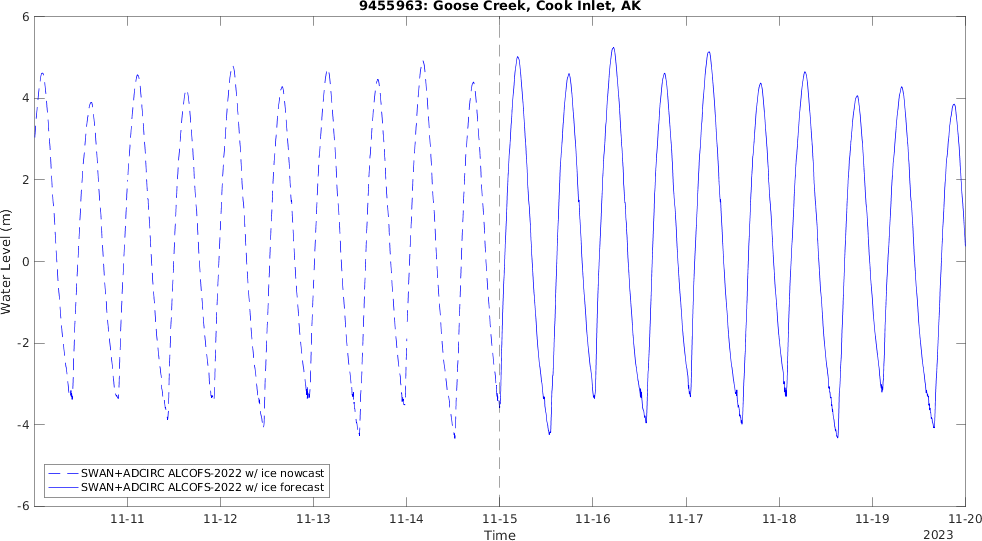 9455963: Goose Creek, Cook Inlet, AK
6
4
2
0
-2
-4
-6
Water Level (m)
SWAN+ADCIRC ALCOFS-2022 w/ ice nowcast
SWAN+ADCIRC ALCOFS-2022 w/ ice forecast
11-11 11-12 11-13 11-14 11-15 11-16 11-17 11-18 11-19 11-20
Time
2023